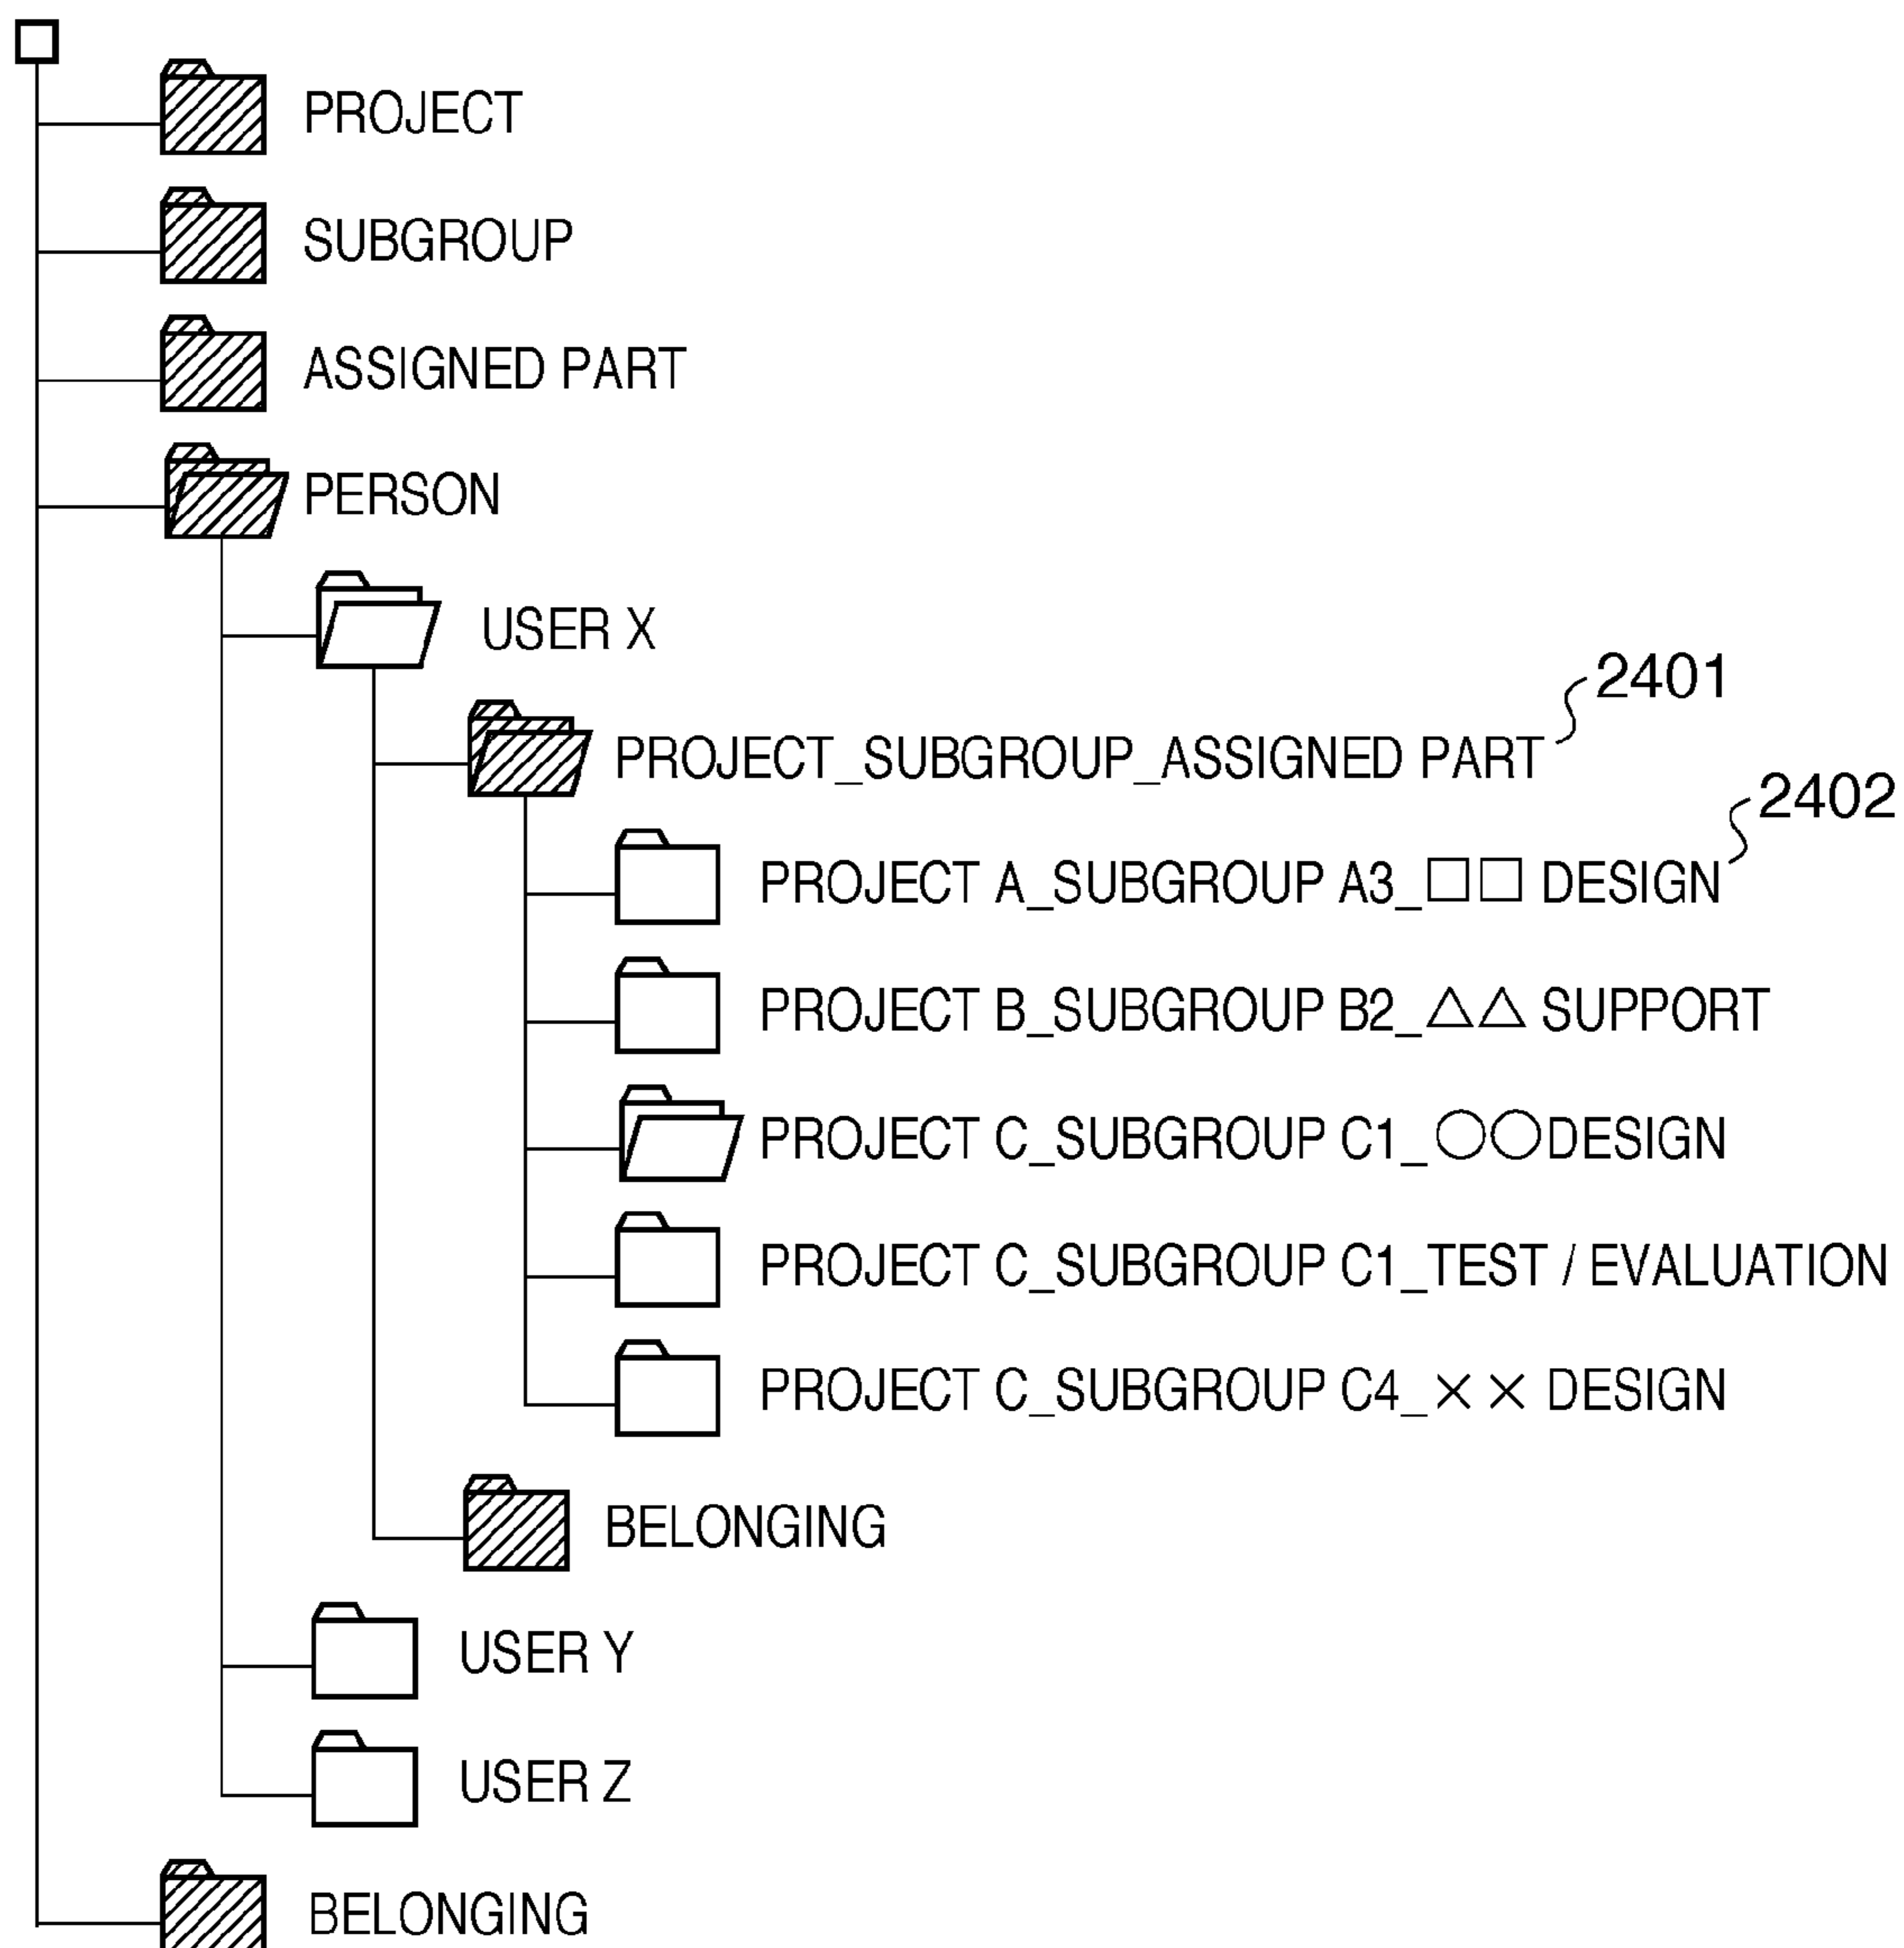 PROJECT
SUBGROUP
ASSIGNED PART
PERSON
USER X
PROJECT_SUBGROUP_ASSIGNED PART 2401
PROJECT A_SUBGROUP A3_□□ DESIGN 2402
PROJECT B_SUBGROUP B2_△△ SUPPORT
PROJECT C_SUBGROUP C1_○○DESIGN
PROJECT C_SUBGROUP C1_TEST / EVALUATION
PROJECT C_SUBGROUP C4_×× DESIGN
BELONGING
USER Y
USER Z
BELONGING